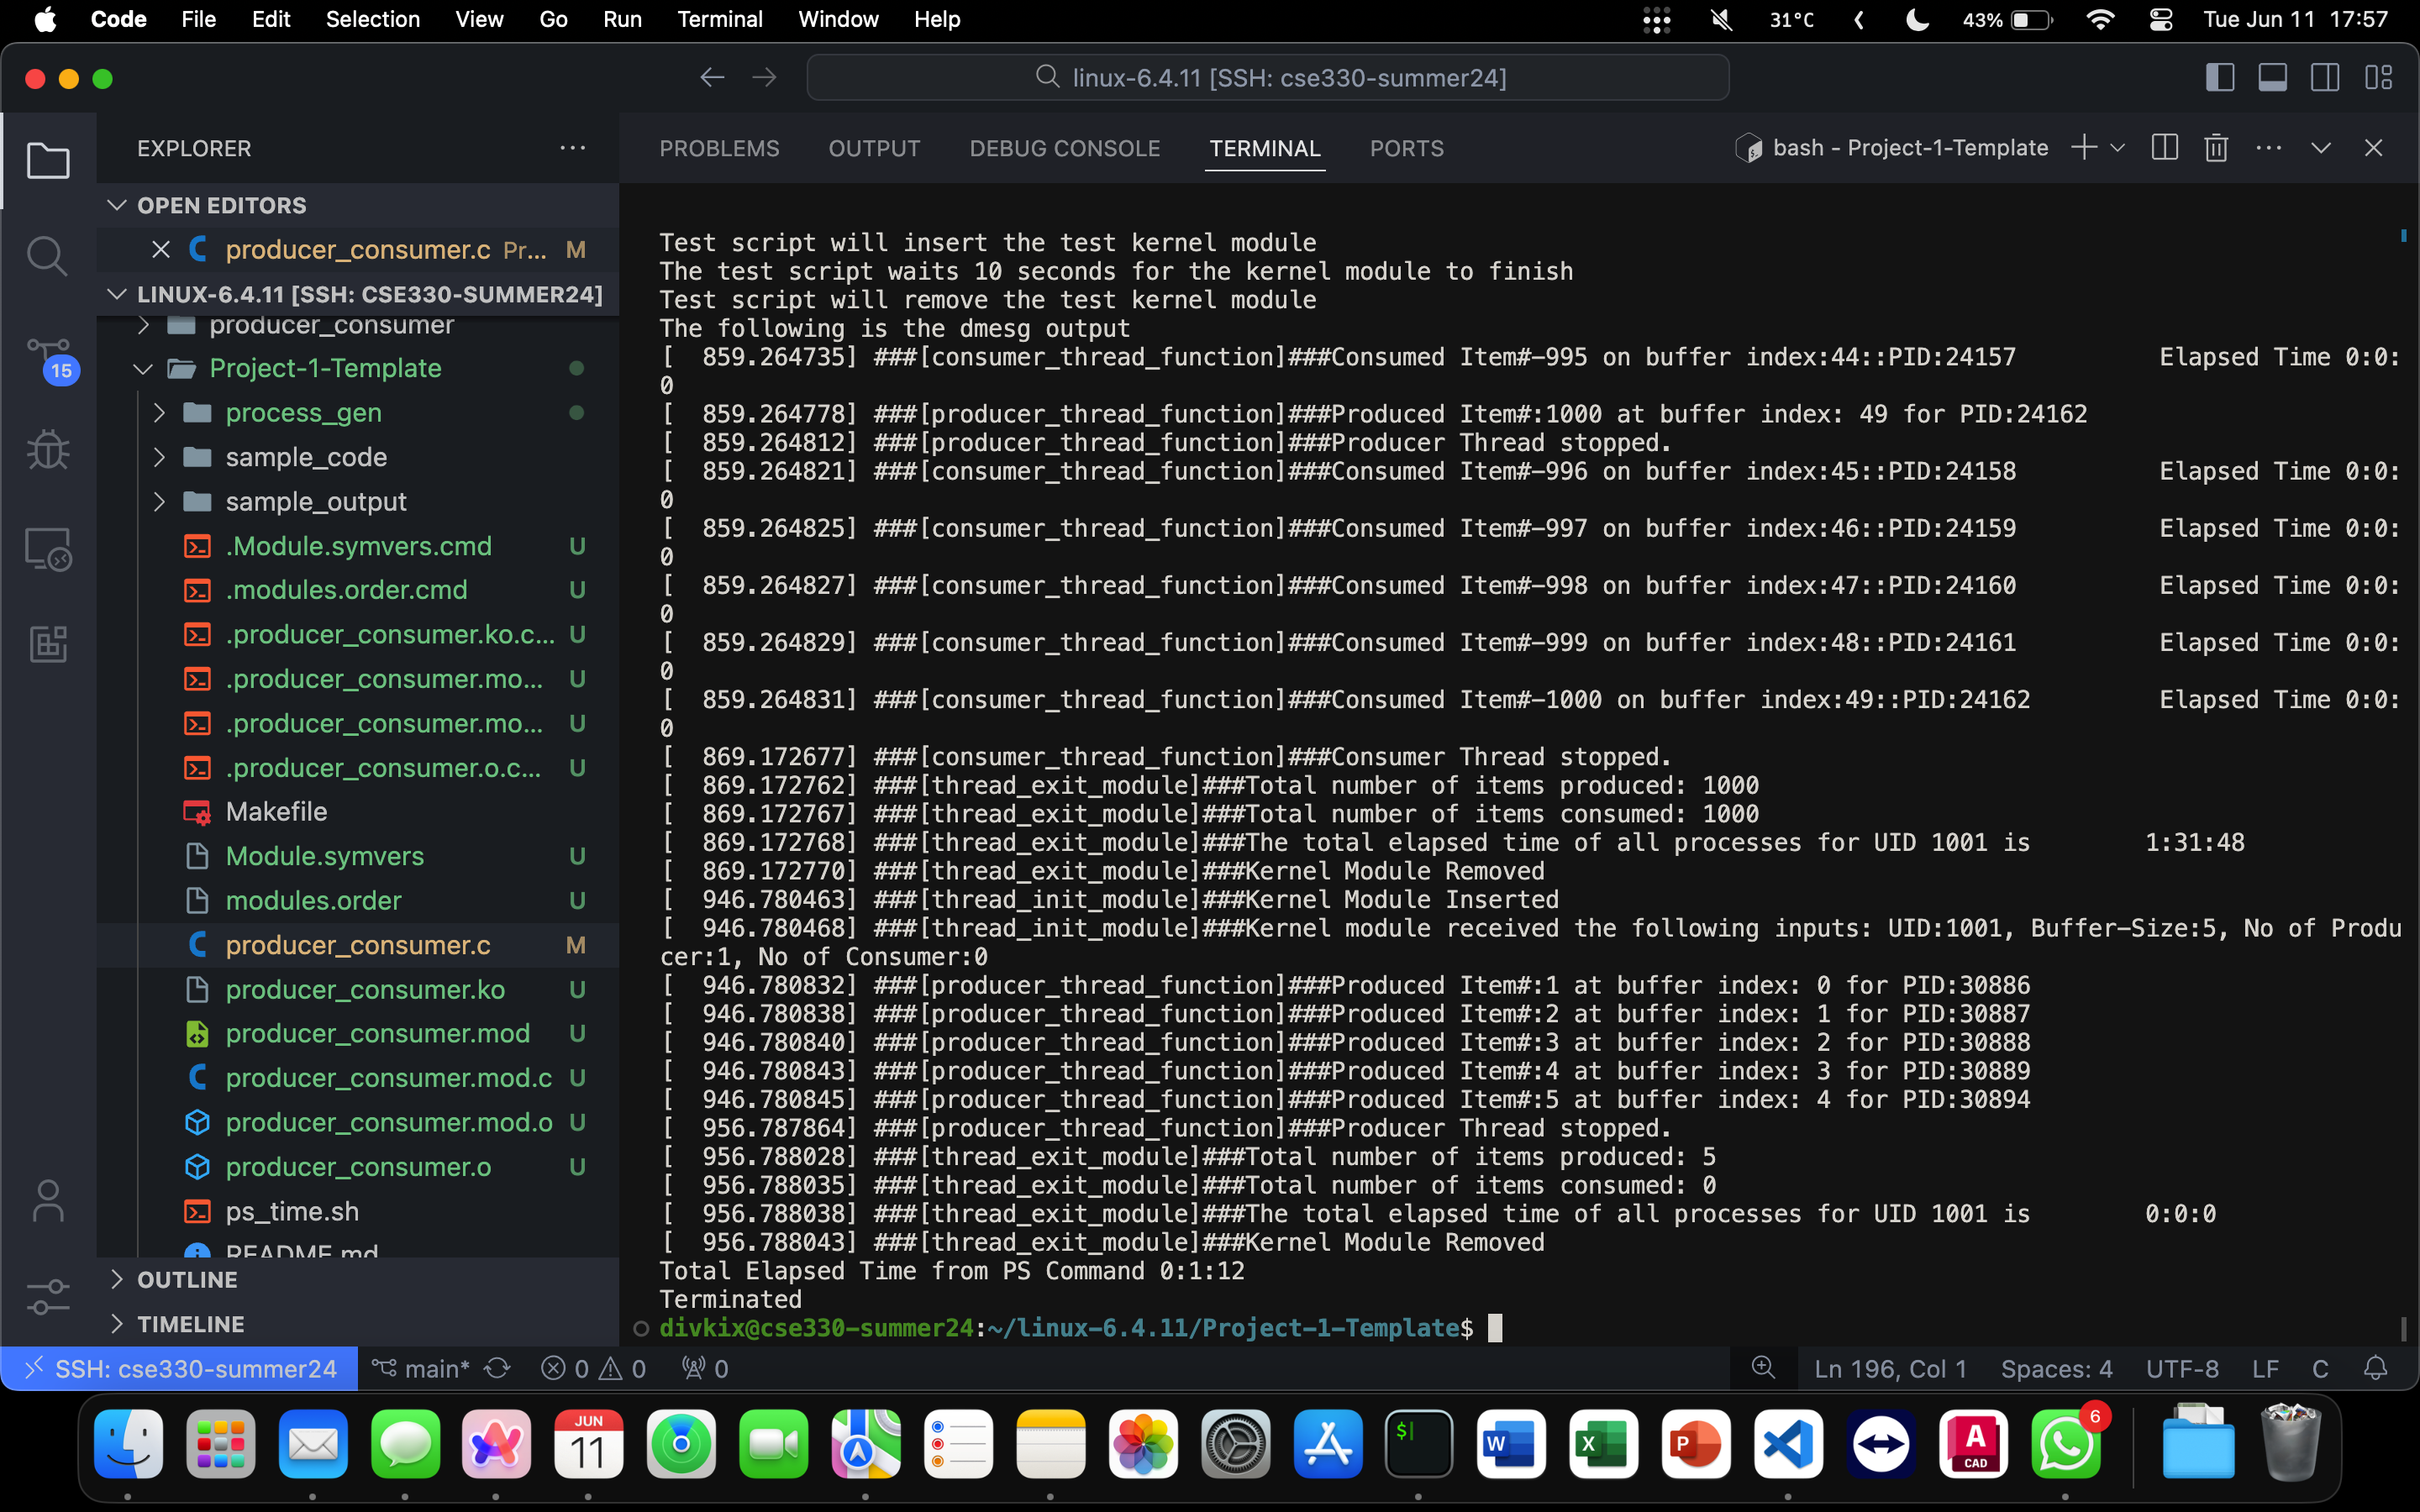 Code File Edit Selection View Go Run Terminal Window Help 31°C 43% Tue Jun 11 17:57
linux-6.4.11 [SSH: cse330-summer24]
EXPLORER
OPEN EDITORS
producer_consumer.c Pr... M
LINUX-6.4.11 [SSH: CSE330-SUMMER24]
producer_consumer
Project-1-Template
process_gen
sample_code
sample_output
.Module.symvers.cmd U
.modules.order.cmd U
.producer_consumer.ko.c... U
.producer_consumer.mo... U
.producer_consumer.mo... U
.producer_consumer.o.c... U
Makefile
Module.symvers U
modules.order U
producer_consumer.c M
producer_consumer.ko U
producer_consumer.mod U
producer_consumer.mod.c U
producer_consumer.mod.o U
producer_consumer.o U
ps_time.sh
README.md
OUTLINE
TIMELINE
15
PROBLEMS OUTPUT DEBUG CONSOLE TERMINAL PORTS bash - Project-1-Template
Test script will insert the test kernel module
The test script waits 10 seconds for the kernel module to finish
Test script will remove the test kernel module
The following is the dmesg output
[  859.264735] ###[consumer_thread_function]###Consumed Item#-995 on buffer index:44::PID:24157          Elapsed Time 0:0:
0
[  859.264778] ###[producer_thread_function]###Produced Item#:1000 at buffer index: 49 for PID:24162
[  859.264812] ###[producer_thread_function]###Producer Thread stopped.
[  859.264821] ###[consumer_thread_function]###Consumed Item#-996 on buffer index:45::PID:24158          Elapsed Time 0:0:
0
[  859.264825] ###[consumer_thread_function]###Consumed Item#-997 on buffer index:46::PID:24159          Elapsed Time 0:0:
0
[  859.264827] ###[consumer_thread_function]###Consumed Item#-998 on buffer index:47::PID:24160          Elapsed Time 0:0:
0
[  859.264829] ###[consumer_thread_function]###Consumed Item#-999 on buffer index:48::PID:24161          Elapsed Time 0:0:
0
[  859.264831] ###[consumer_thread_function]###Consumed Item#-1000 on buffer index:49::PID:24162         Elapsed Time 0:0:
0
[  869.172677] ###[consumer_thread_function]###Consumer Thread stopped.
[  869.172762] ###[thread_exit_module]###Total number of items produced: 1000
[  869.172767] ###[thread_exit_module]###Total number of items consumed: 1000
[  869.172768] ###[thread_exit_module]###The total elapsed time of all processes for UID 1001 is        1:31:48
[  869.172770] ###[thread_exit_module]###Kernel Module Removed
[  946.780463] ###[thread_init_module]###Kernel Module Inserted
[  946.780468] ###[thread_init_module]###Kernel module received the following inputs: UID:1001, Buffer-Size:5, No of Produ
cer:1, No of Consumer:0
[  946.780832] ###[producer_thread_function]###Produced Item#:1 at buffer index: 0 for PID:30886
[  946.780838] ###[producer_thread_function]###Produced Item#:2 at buffer index: 1 for PID:30887
[  946.780840] ###[producer_thread_function]###Produced Item#:3 at buffer index: 2 for PID:30888
[  946.780843] ###[producer_thread_function]###Produced Item#:4 at buffer index: 3 for PID:30889
[  946.780845] ###[producer_thread_function]###Produced Item#:5 at buffer index: 4 for PID:30894
[  956.787864] ###[producer_thread_function]###Producer Thread stopped.
[  956.788028] ###[thread_exit_module]###Total number of items produced: 5
[  956.788035] ###[thread_exit_module]###Total number of items consumed: 0
[  956.788038] ###[thread_exit_module]###The total elapsed time of all processes for UID 1001 is        0:0:0
[  956.788043] ###[thread_exit_module]###Kernel Module Removed
Total Elapsed Time from PS Command 0:1:12
Terminated
divkix@cse330-summer24:~/linux-6.4.11/Project-1-Template$
SSH: cse330-summer24 main* 0 0 0 Ln 196, Col 1 Spaces: 4 UTF-8 LF C
JUN
11
$
W
X
P
A
CAD
6